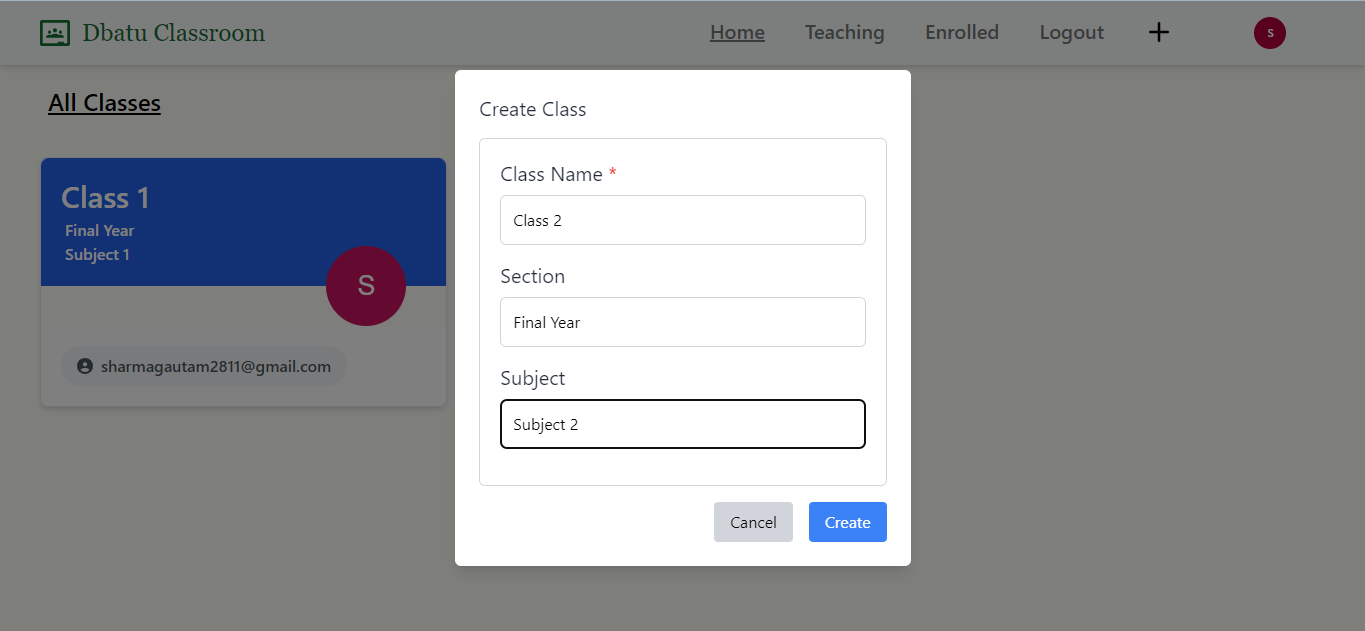 Dbatu Classroom
Home
Teaching
Enrolled
Logout
+
S
All Classes
Class 1
Final Year
Subject 1
S
sharmagautam2811@gmail.com
Create Class
Class Name *
Class 2
Section
Final Year
Subject
Subject 2
Cancel
Create